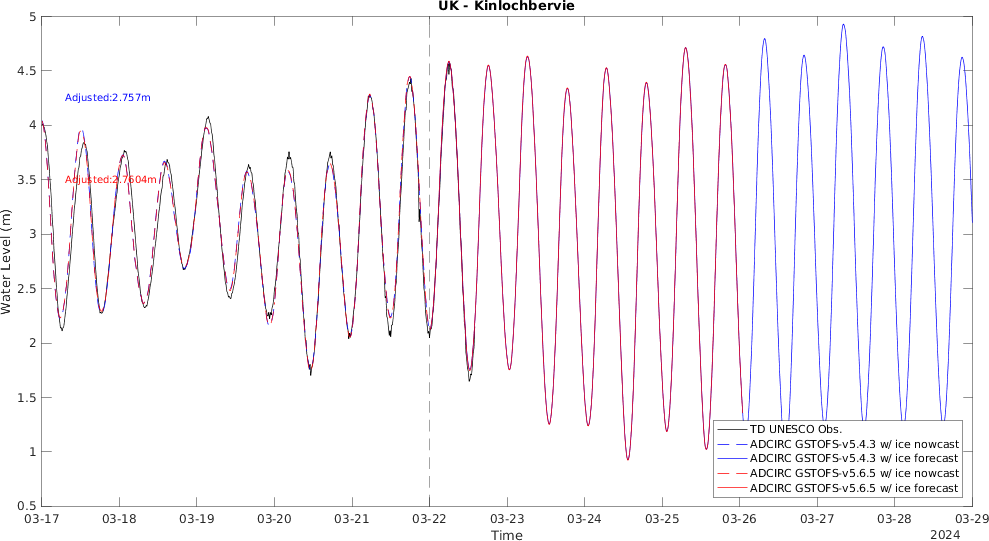 UK - Kinlochbervie
5
4.5
4
3.5
3
2.5
2
1.5
1
0.5
Water Level (m)
Adjusted:2.757m
Adjusted:2.7604m
TD UNESCO Obs.
ADCIRC GSTOFS-v5.4.3 w/ ice nowcast
ADCIRC GSTOFS-v5.4.3 w/ ice forecast
ADCIRC GSTOFS-v5.6.5 w/ ice nowcast
ADCIRC GSTOFS-v5.6.5 w/ ice forecast
03-17 03-18 03-19 03-20 03-21 03-22 03-23 03-24 03-25 03-26 03-27 03-28 03-29
Time
2024